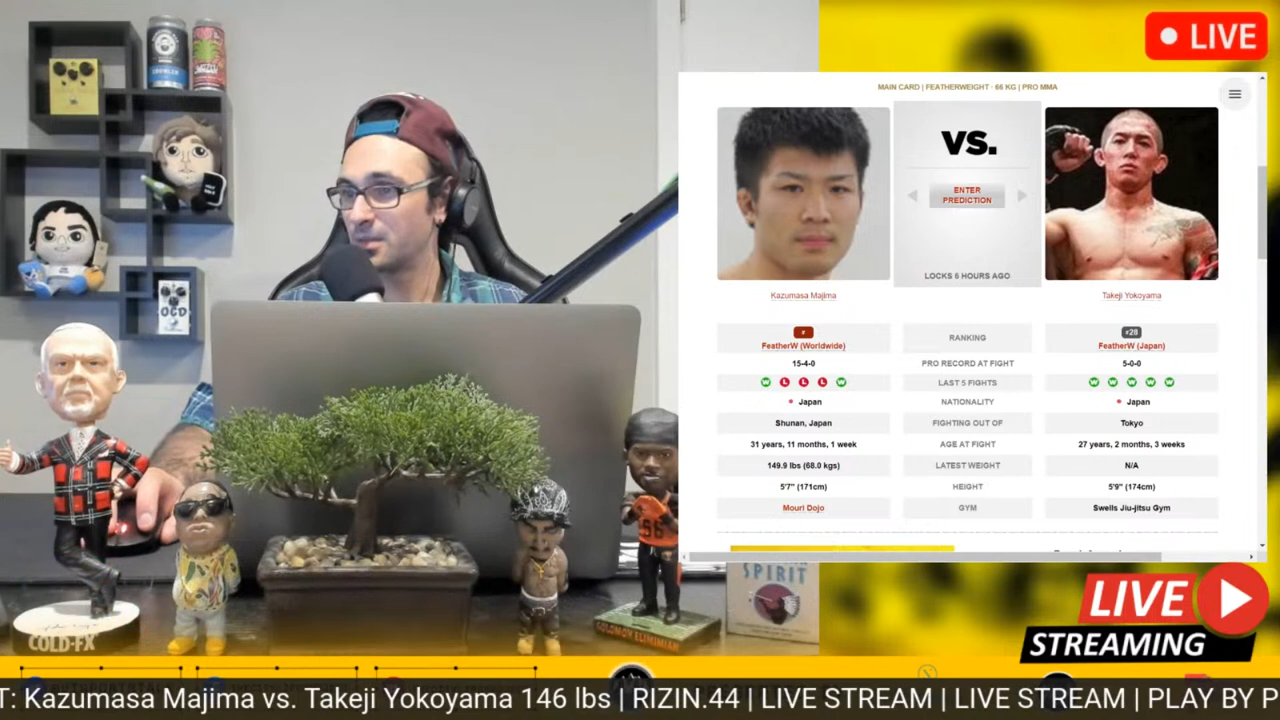 LIVE
MAIN CARD | FEATHERWEIGHT · 66 KG | PRO MMA
VS.
ENTER
PREDICTION
LOCKS 6 HOURS AGO
Kazumasa Majima
Takeji Yokoyama
#
RANKING
#28
FeatherW (Worldwide)
FeatherW (Japan)
15-4-0
PRO RECORD AT FIGHT
5-0-0
W L L L W
LAST 5 FIGHTS
W W W W W
Japan
NATIONALITY
Japan
Shunan, Japan
FIGHTING OUT OF
Tokyo
31 years, 11 months, 1 week
AGE AT FIGHT
27 years, 2 months, 3 weeks
149.9 lbs (68.0 kgs)
LATEST WEIGHT
N/A
5'7" (171cm)
HEIGHT
5'9" (174cm)
Mouri Dojo
GYM
Swells Jiu-jitsu Gym
OCD
COLD-FX
SOLOMON ELIMIMIAN
SPIRIT
LIVE
STREAMING
T: Kazumasa Majima vs. Takeji Yokoyama 146 lbs | RIZIN.44 | LIVE STREAM | LIVE STREAM | PLAY BY P